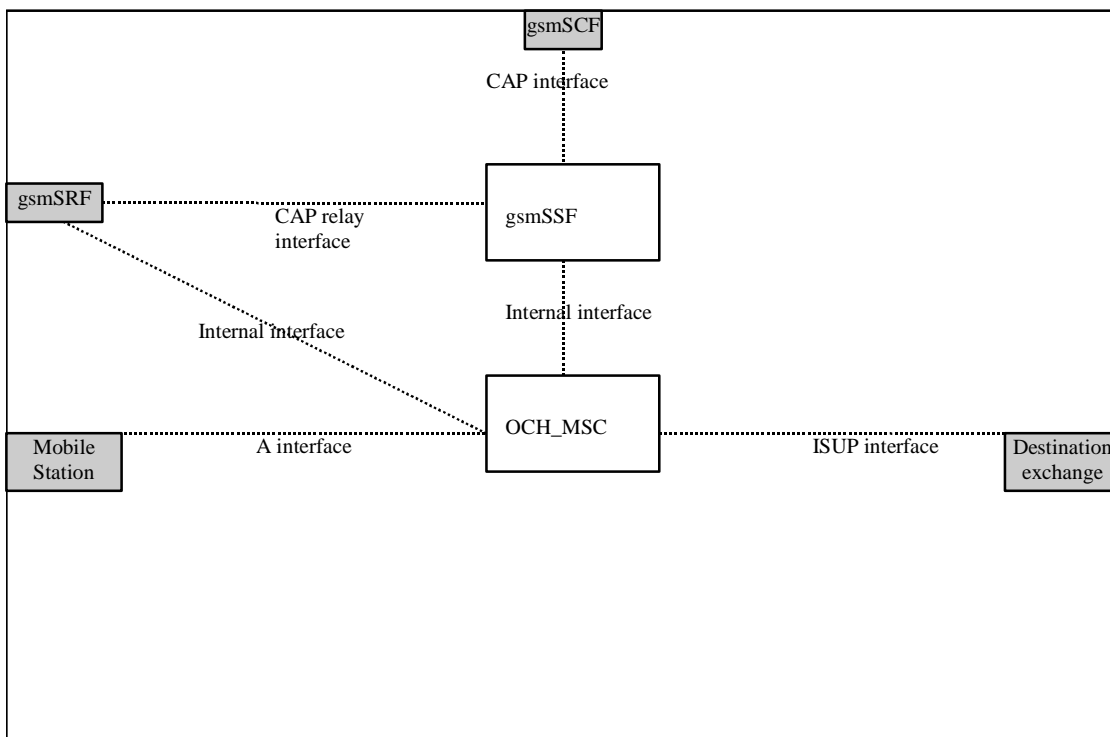 gsmSCF
CAP interface
gsmSRF
CAP relay
interface
gsmSSF
Internal interface
Internal interface
OCH_MSC
Mobile
Station
A interface
ISUP interface
Destination
exchange